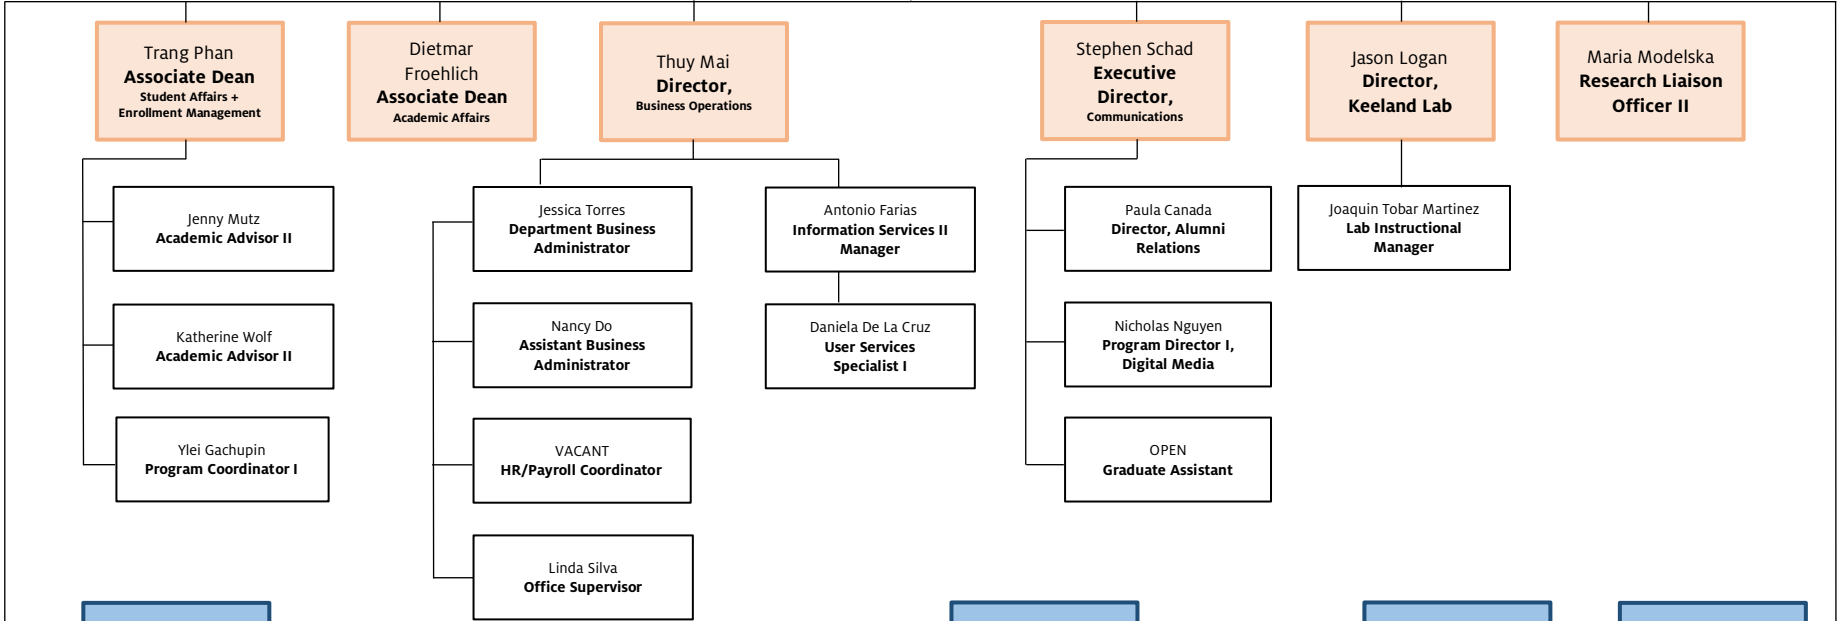 Trang Phan
Associate Dean
Student Affairs +
Enrollment Management
Dietmar
Froehlich
Associate Dean
Academic Affairs
Thuy Mai
Director,
Business Operations
Stephen Schad
Executive
Director,
Communications
Jason Logan
Director,
Keeland Lab
Maria Modelska
Research Liaison
Officer II
Jenny Mutz
Academic Advisor II
Katherine Wolf
Academic Advisor II
Ylei Gachupin
Program Coordinator I
Jessica Torres
Department Business
Administrator
Nancy Do
Assistant Business
Administrator
VACANT
HR/Payroll Coordinator
Linda Silva
Office Supervisor
Antonio Farias
Information Services II
Manager
Daniela De La Cruz
User Services
Specialist I
Paula Canada
Director, Alumni
Relations
Nicholas Nguyen
Program Director I,
Digital Media
OPEN
Graduate Assistant
Joaquin Tobar Martinez
Lab Instructional
Manager